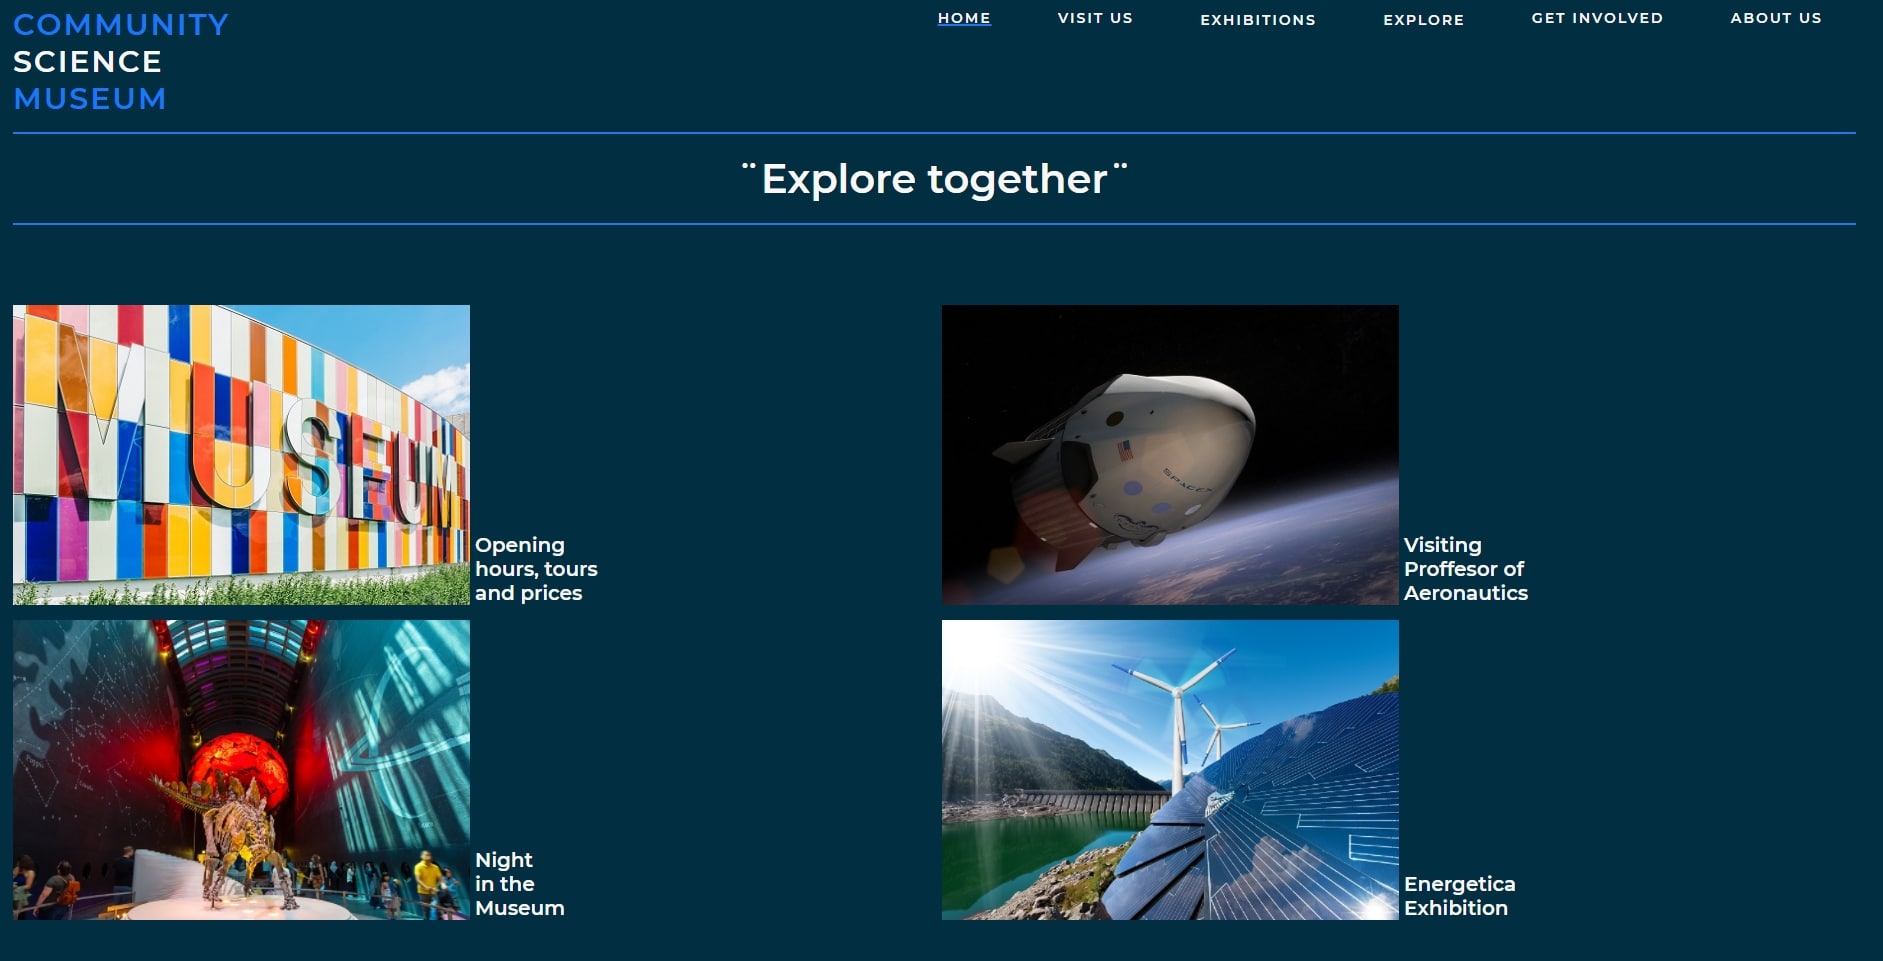 COMMUNITY
SCIENCE
MUSEUM
HOME
VISIT US
EXHIBITIONS
EXPLORE
GET INVOLVED
ABOUT US
¨Explore together¨
MUSEUM
Opening
hours, tours
and prices
SPACEX
Visiting
Proffesor of
Aeronautics
Night
in the
Museum
Energetica
Exhibition